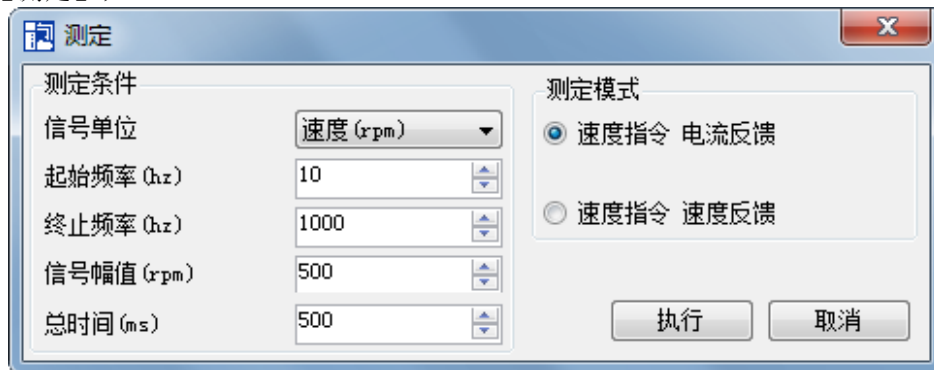 测定
测定条件
信号单位 速度(rpm)
起始频率(hz) 10
终止频率(hz) 1000
信号幅值(rpm) 500
总时间(ms) 500
测定模式
速度指令 电流反馈
速度指令 速度反馈
执行 取消